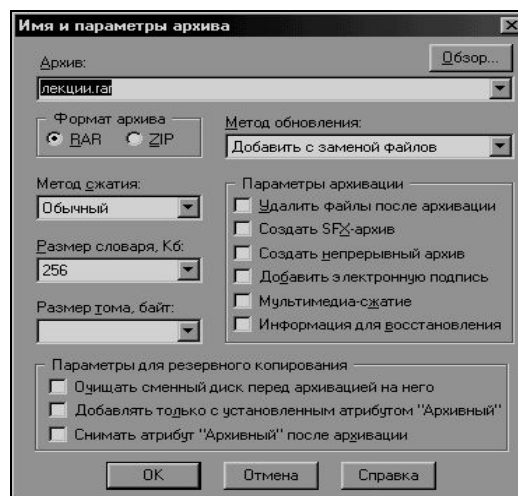 Имя и параметры архива
Архив:
Обзор...
лекции.rar
Формат архива
RAR ZIP
Метод обновления:
Добавить с заменой файлов
Метод сжатия:
Обычный
Размер словаря, Кб:
256
Размер тома, байт:
Параметры архивации
Удалить файлы после архивации
Создать SFX-архив
Создать непрерывный архив
Добавить электронную подпись
Мультимедиа-сжатие
Информация для восстановления
Параметры для резервного копирования
Очищать сменный диск перед архивацией на него
Добавлять только с установленным атрибутом "Архивный"
Снимать атрибут "Архивный" после архивации
OK Отмена Справка